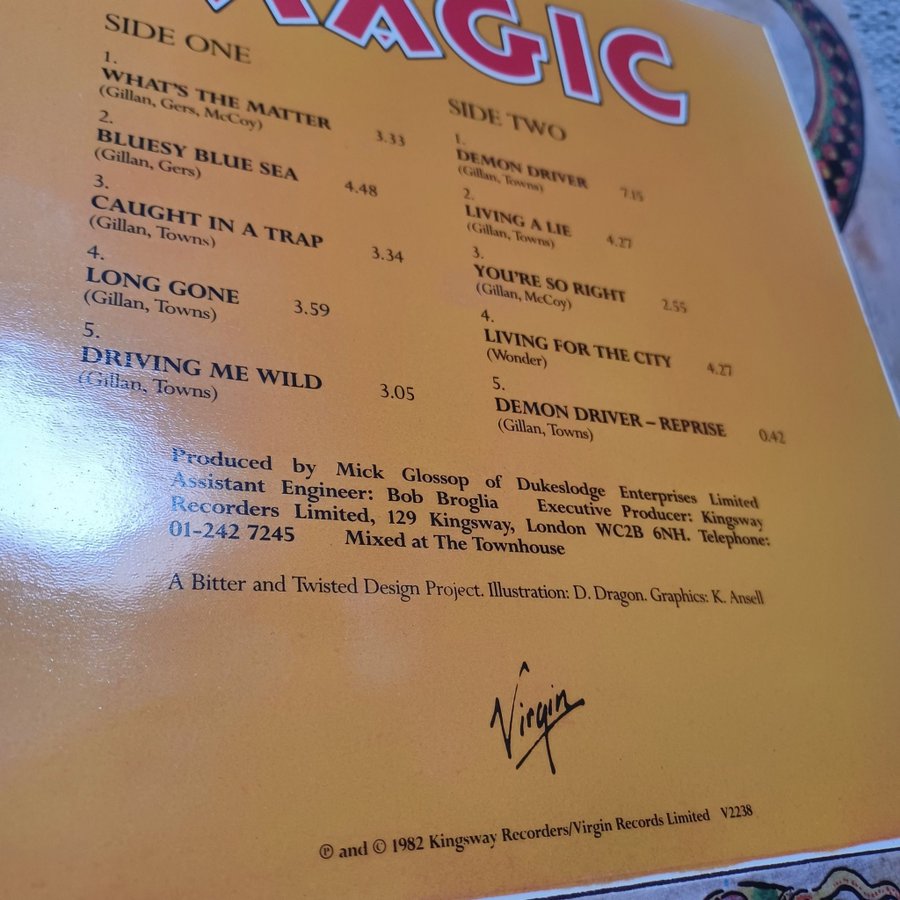 MAGIC
SIDE ONE
1.
WHAT'S THE MATTER 3.33
(Gillan, Gers, McCoy)
2.
BLUESY BLUE SEA 4.48
(Gillan, Gers)
3.
CAUGHT IN A TRAP 3.34
(Gillan, Towns)
4.
LONG GONE 3.59
(Gillan, Towns)
5.
DRIVING ME WILD 3.05
(Gillan, Towns)
SIDE TWO
1.
DEMON DRIVER 7.15
(Gillan, Towns)
2.
LIVING A LIE 4.27
(Gillan, Towns)
3.
YOU'RE SO RIGHT 2.55
(Gillan, McCoy)
4.
LIVING FOR THE CITY 4.27
(Wonder)
5.
DEMON DRIVER – REPRISE 0.42
(Gillan, Towns)
Produced by Mick Glossop of Dukeslodge Enterprises Limited
Assistant Engineer: Bob Broglia Executive Producer: Kingsway
Recorders Limited, 129 Kingsway, London WC2B 6NH. Telephone:
01-242 7245 Mixed at The Townhouse
A Bitter and Twisted Design Project. Illustration: D. Dragon. Graphics: K. Ansell
Virgin
℗ and © 1982 Kingsway Recorders/Virgin Records Limited V2238